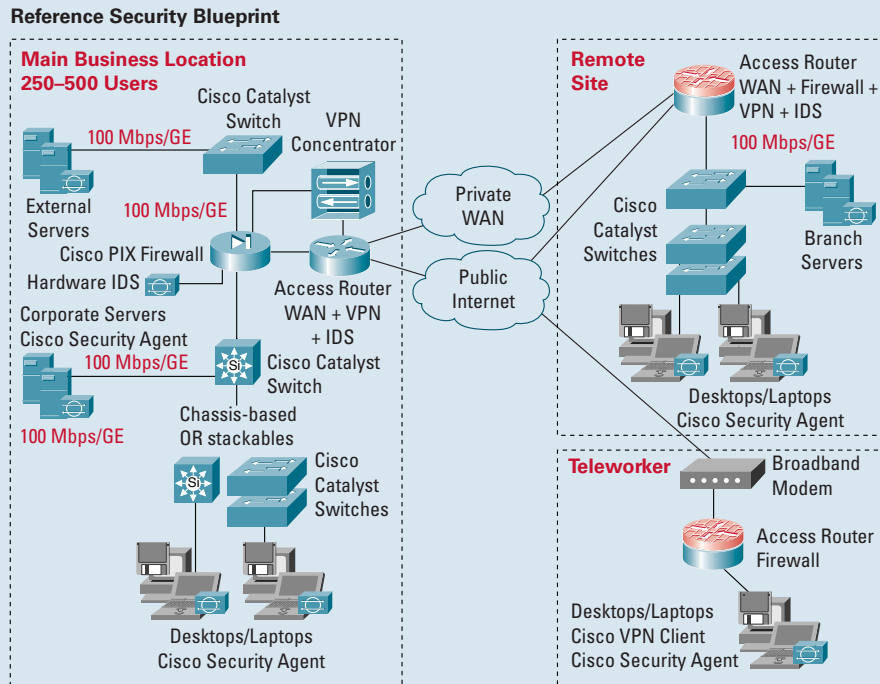 Reference Security Blueprint
Main Business Location
250–500 Users
Cisco Catalyst
Switch
VPN
Concentrator
100 Mbps/GE
External
Servers
100 Mbps/GE
Cisco PIX Firewall
Hardware IDS
Access Router
WAN + VPN
+ IDS
Corporate Servers
Cisco Security Agent
100 Mbps/GE
100 Mbps/GE
Si
Cisco Catalyst
Switch
Chassis-based
OR stackables
Si
Cisco
Catalyst
Switches
Desktops/Laptops
Cisco Security Agent
Private
WAN
Public
Internet
Remote
Site
Access Router
WAN + Firewall +
VPN + IDS
100 Mbps/GE
Cisco
Catalyst
Switches
Branch
Servers
Desktops/Laptops
Cisco Security Agent
Teleworker
Broadband
Modem
Access Router
Firewall
Desktops/Laptops
Cisco VPN Client
Cisco Security Agent